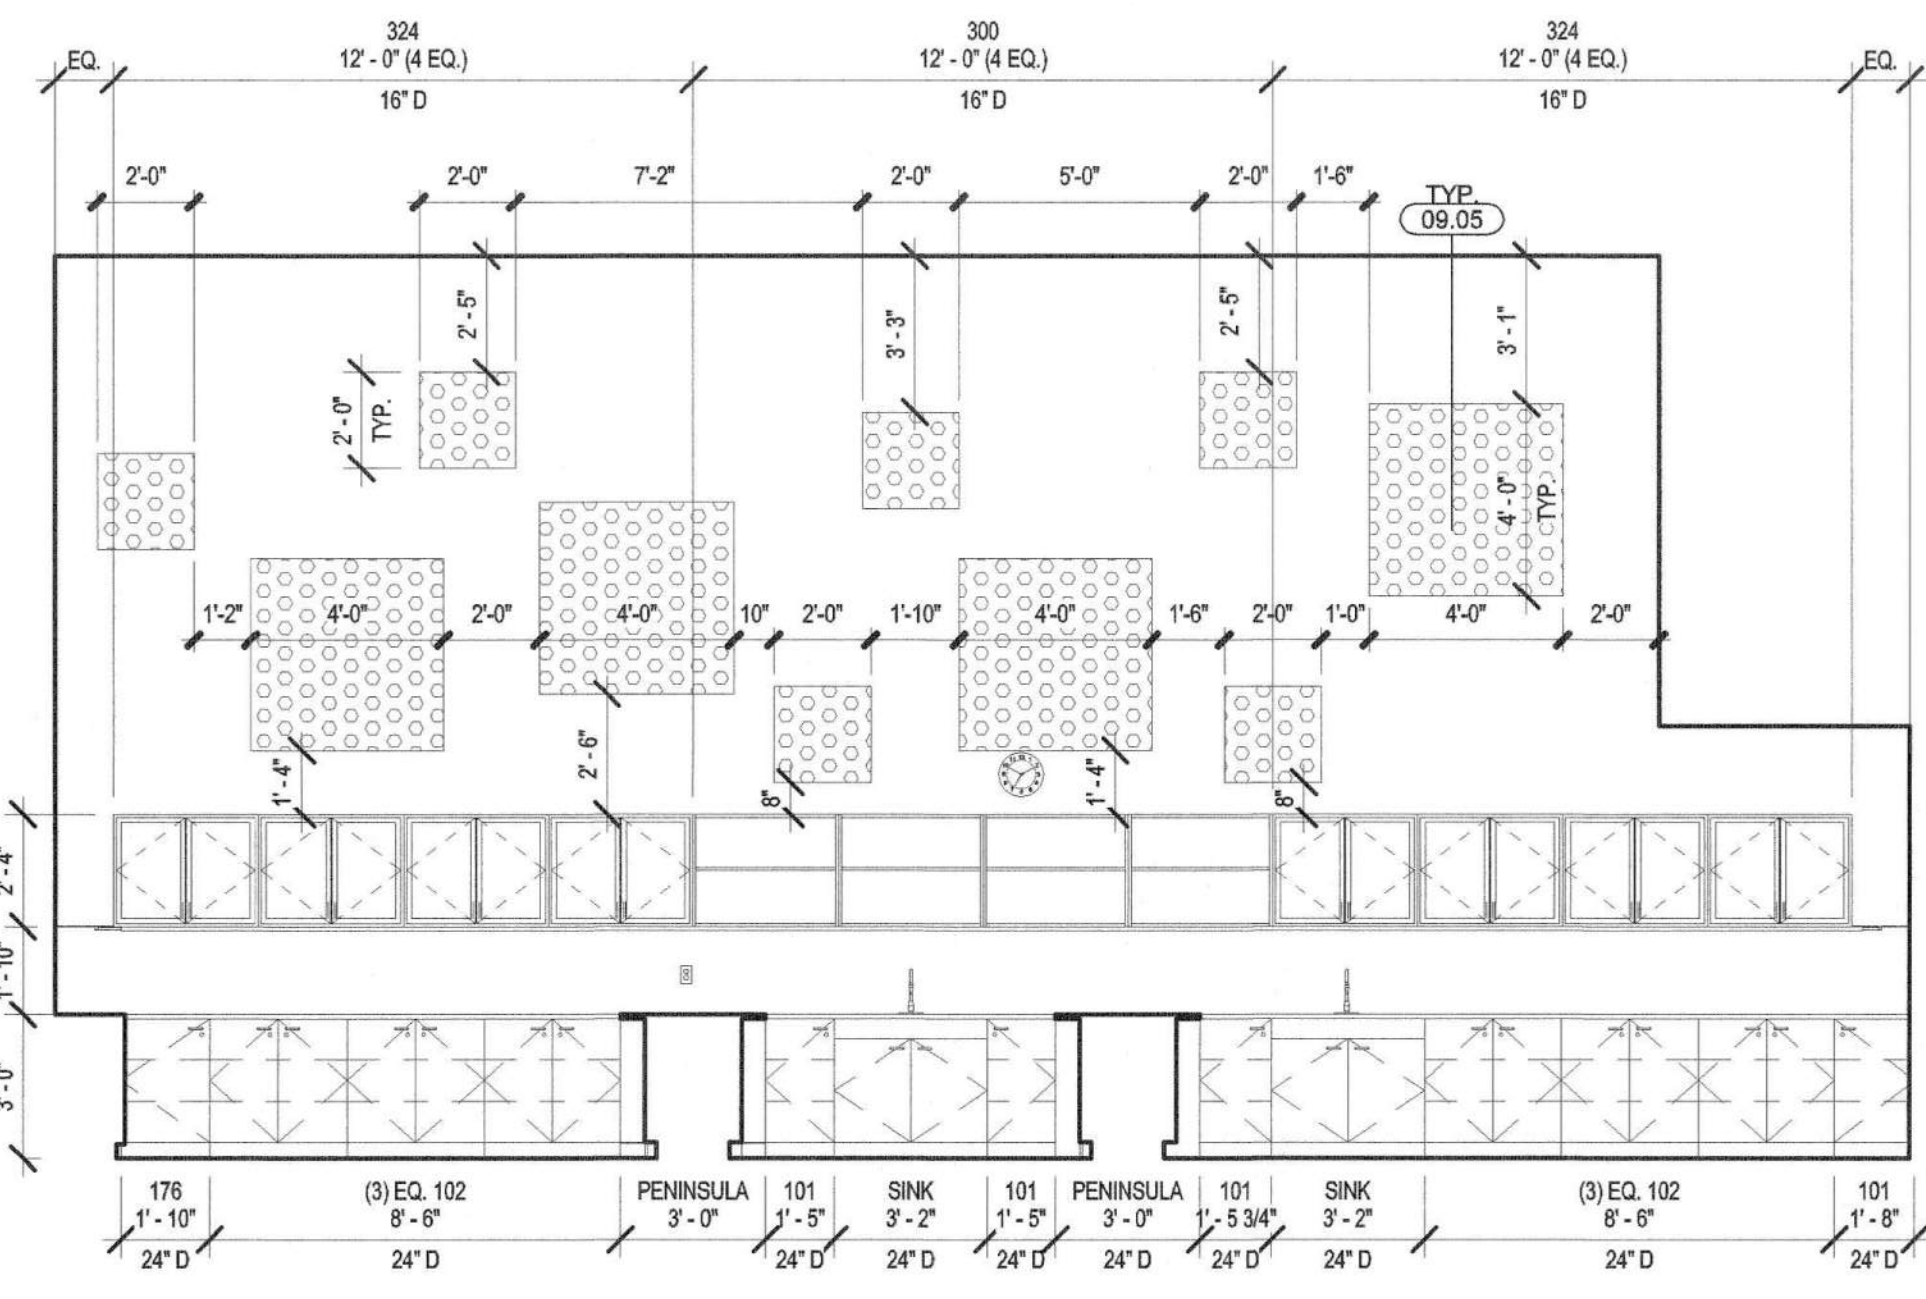 324
300
324
EQ.
12' - 0" (4 EQ.)
12' - 0" (4 EQ.)
12' - 0" (4 EQ.)
EQ.
16" D
16" D
16" D
2'-0"
2'-0"
7'-2"
2'-0"
5'-0"
2'-0"
1'-6"
TYP.
09.05
2' - 5"
3' - 3"
2' - 5"
3' - 1"
2' - 0"
TYP.
4' - 0"
TYP.
1'-2"
4'-0"
2'-0"
4'-0"
10"
2'-0"
1'-10"
4'-0"
1'-6"
2'-0"
1'-0"
4'-0"
2'-0"
1' - 4"
2' - 6"
8"
1' - 4"
8"
2' - 4"
1' - 10"
3' - 0"
176
(3) EQ. 102
PENINSULA
101
SINK
101
PENINSULA
101
SINK
(3) EQ. 102
101
1' - 10"
8' - 6"
3' - 0"
1' - 5"
3' - 2"
1' - 5"
3' - 0"
1' - 5 3/4"
3' - 2"
8' - 6"
1' - 8"
24" D
24" D
24" D
24" D
24" D
24" D
24" D
24" D
24" D